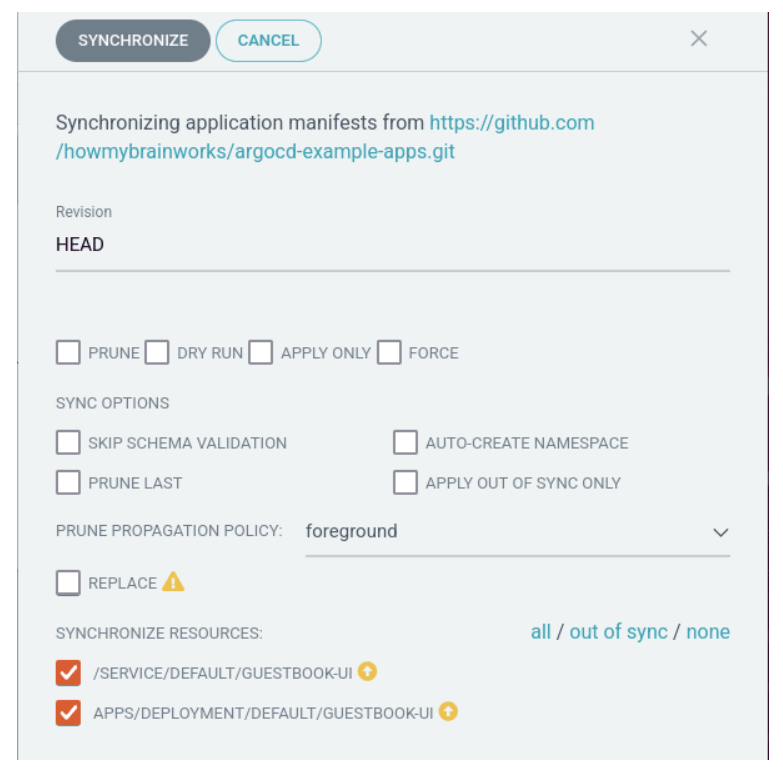 SYNCHRONIZE CANCEL
Synchronizing application manifests from https://github.com
/howmybrainworks/argocd-example-apps.git
Revision
HEAD
PRUNE DRY RUN APPLY ONLY FORCE
SYNC OPTIONS
SKIP SCHEMA VALIDATION AUTO-CREATE NAMESPACE
PRUNE LAST APPLY OUT OF SYNC ONLY
PRUNE PROPAGATION POLICY: foreground
REPLACE
SYNCHRONIZE RESOURCES: all / out of sync / none
/SERVICE/DEFAULT/GUESTBOOK-UI
APPS/DEPLOYMENT/DEFAULT/GUESTBOOK-UI